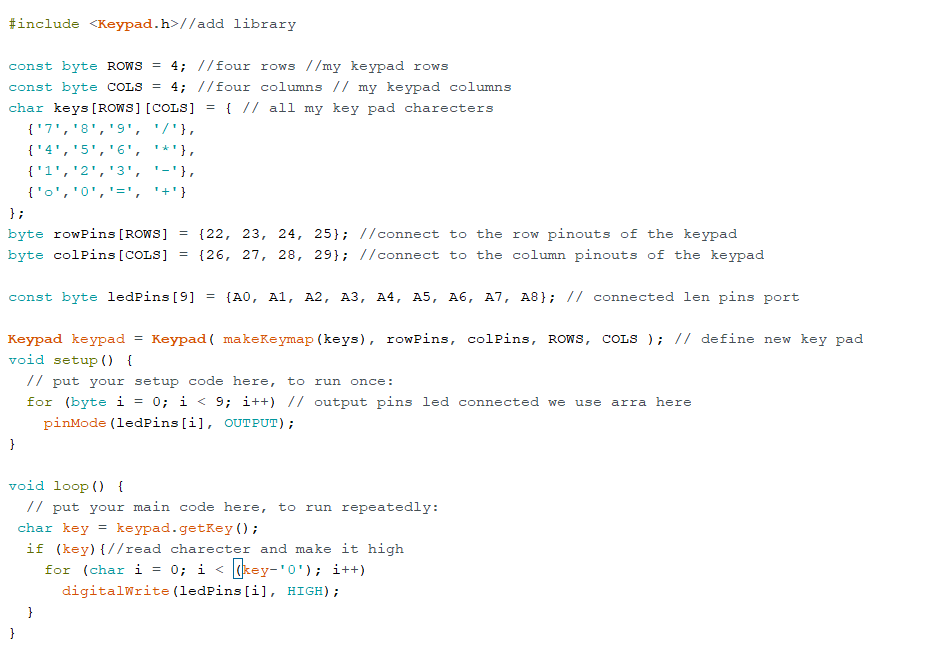 #include <Keypad.h>//add library
const byte ROWS = 4; //four rows //my keypad rows
const byte COLS = 4; //four columns // my keypad columns
char keys[ROWS][COLS] = { // all my key pad charecters
  {'7','8','9', '/'},
  {'4','5','6', '*'},
  {'1','2','3', '-'},
  {'o','0','=', '+'}
};
byte rowPins[ROWS] = {22, 23, 24, 25}; //connect to the row pinouts of the keypad
byte colPins[COLS] = {26, 27, 28, 29}; //connect to the column pinouts of the keypad
const byte ledPins[9] = {A0, A1, A2, A3, A4, A5, A6, A7, A8}; // connected len pins port
Keypad keypad = Keypad( makeKeymap(keys), rowPins, colPins, ROWS, COLS ); // define new key pad
void setup() {
  // put your setup code here, to run once:
  for (byte i = 0; i < 9; i++) // output pins led connected we use arra here
    pinMode(ledPins[i], OUTPUT);
}
void loop() {
  // put your main code here, to run repeatedly:
 char key = keypad.getKey();
  if (key){//read charecter and make it high
    for (char i = 0; i < (key-'0'); i++)
      digitalWrite(ledPins[i], HIGH);
  }
}